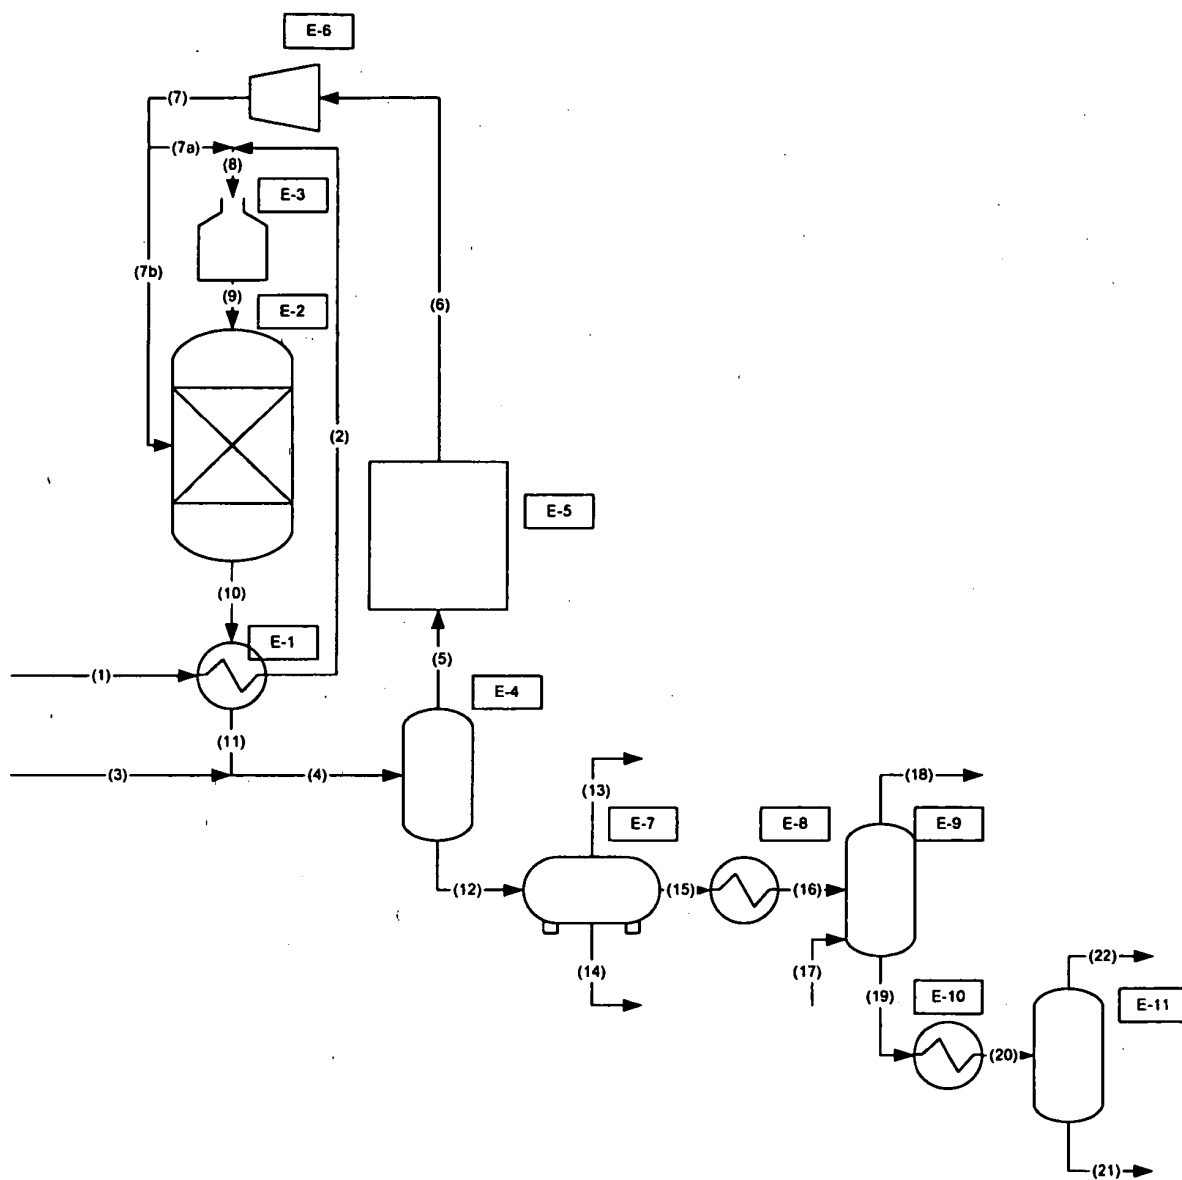 E-6
(7)
(7a)
(8)
E-3
(7b)
(9)
E-2
(6)
(2)
E-5
(10)
E-1
(1)
(5)
E-4
(11)
(3)
(4)
(13)
(18)
E-7
E-8
E-9
(12)
(15)
(16)
(14)
(17)
(19)
(22)
E-10
E-11
(20)
(21)